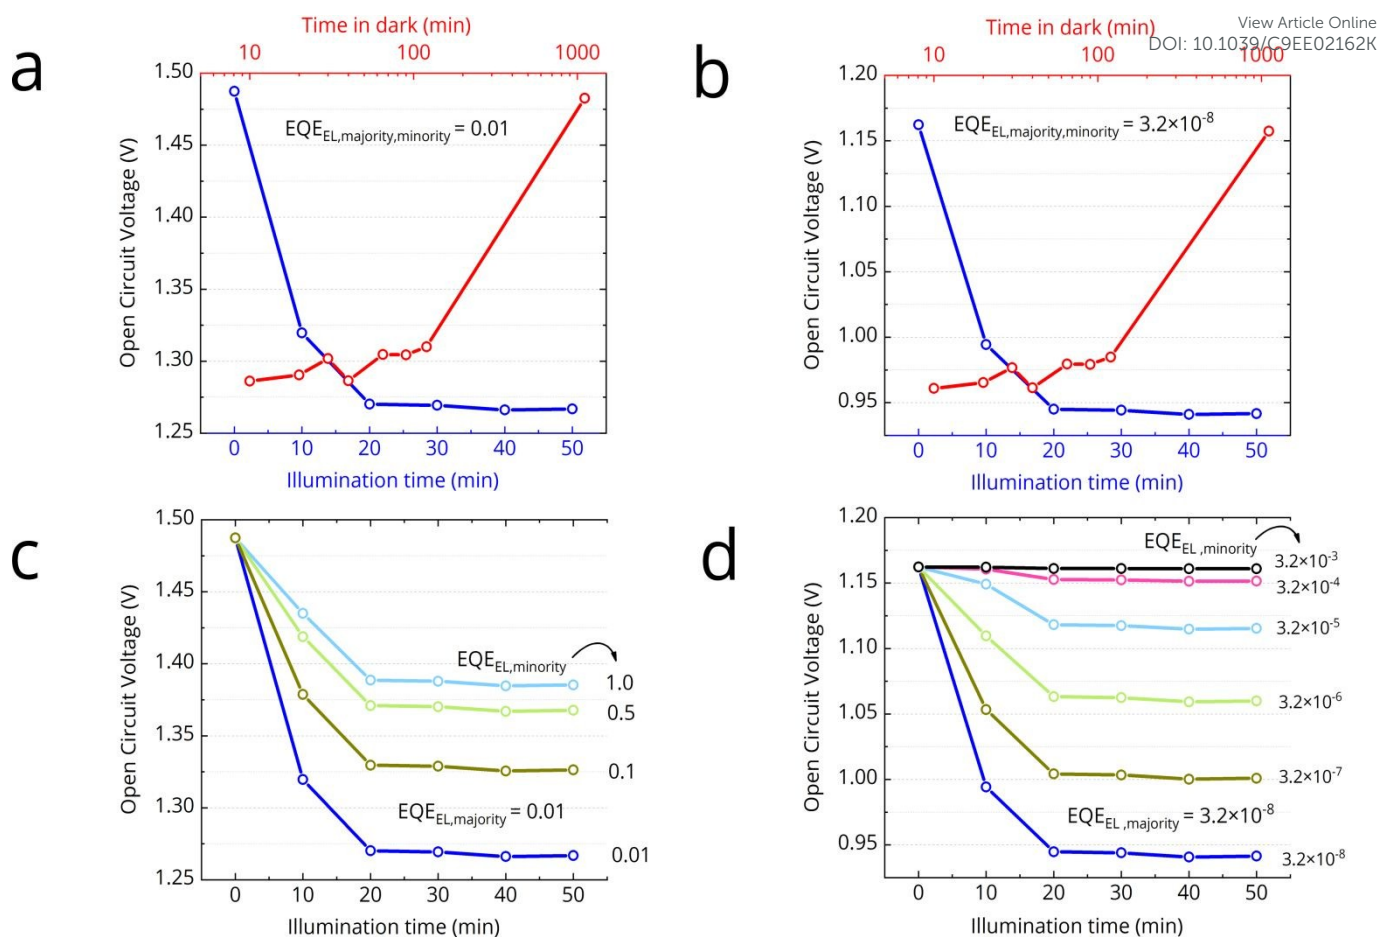 View Article Online
DOI: 10.1039/C9EE02162K
a
Time in dark (min)
10 100 1000
1.50
1.45
1.40
1.35
1.30
1.25
Open Circuit Voltage (V)
EQE_EL,majority,minority = 0.01
0 10 20 30 40 50
Illumination time (min)
b
Time in dark (min)
10 100 1000
1.20
1.15
1.10
1.05
1.00
0.95
Open Circuit Voltage (V)
EQE_EL,majority,minority = 3.2×10⁻⁸
0 10 20 30 40 50
Illumination time (min)
c
1.50
1.45
1.40
1.35
1.30
1.25
Open Circuit Voltage (V)
EQE_EL,minority
1.0
0.5
0.1
0.01
EQE_EL,majority = 0.01
0 10 20 30 40 50
Illumination time (min)
d
1.20
1.15
1.10
1.05
1.00
0.95
Open Circuit Voltage (V)
EQE_EL ,minority
3.2×10⁻³
3.2×10⁻⁴
3.2×10⁻⁵
3.2×10⁻⁶
3.2×10⁻⁷
3.2×10⁻⁸
EQE_EL ,majority = 3.2×10⁻⁸
0 10 20 30 40 50
Illumination time (min)